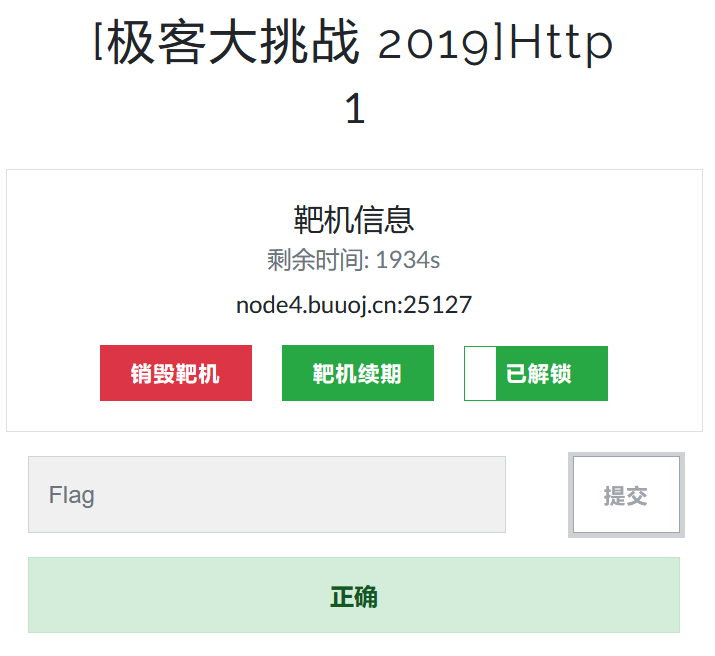 [极客大挑战 2019]Http
1
靶机信息
剩余时间: 1934s
node4.buuoj.cn:25127
销毁靶机
靶机续期
已解锁
Flag
提交
正确